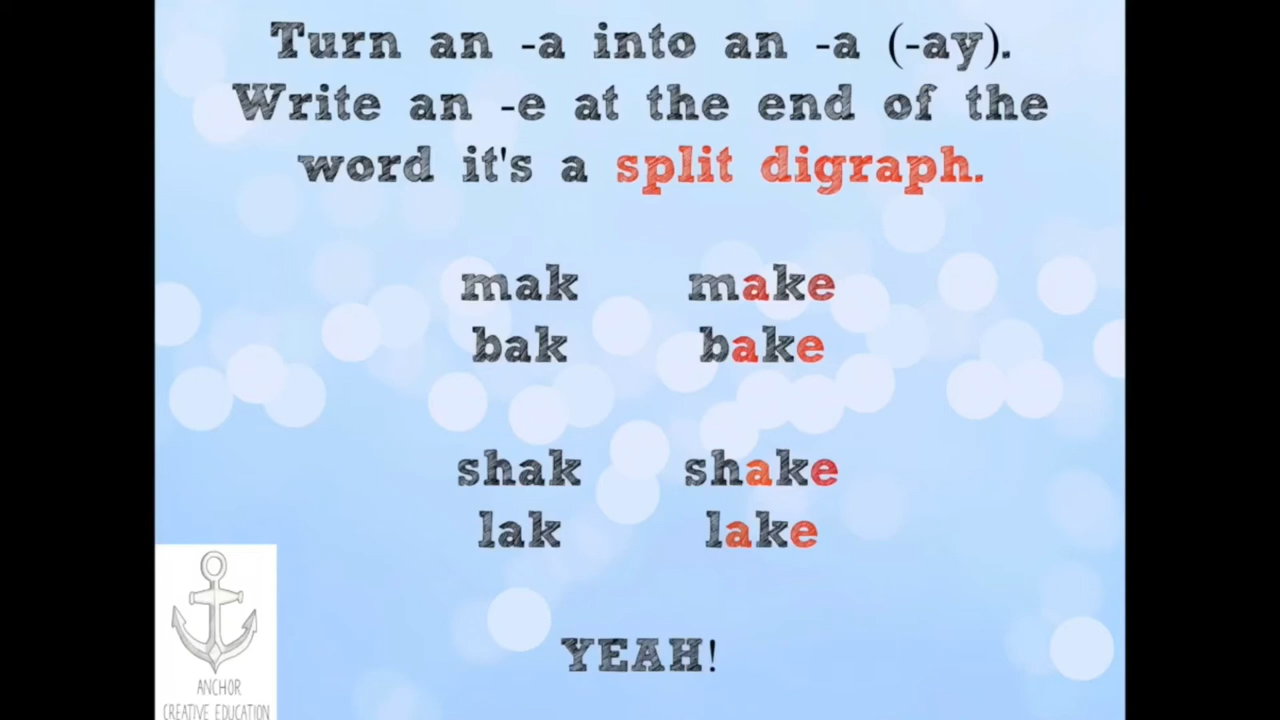 Turn an -a into an -a (-ay).
Write an -e at the end of the
word it's a split digraph.
mak make
bak bake
shak shake
lak lake
YEAH!
ANCHOR
CREATIVE EDUCATION